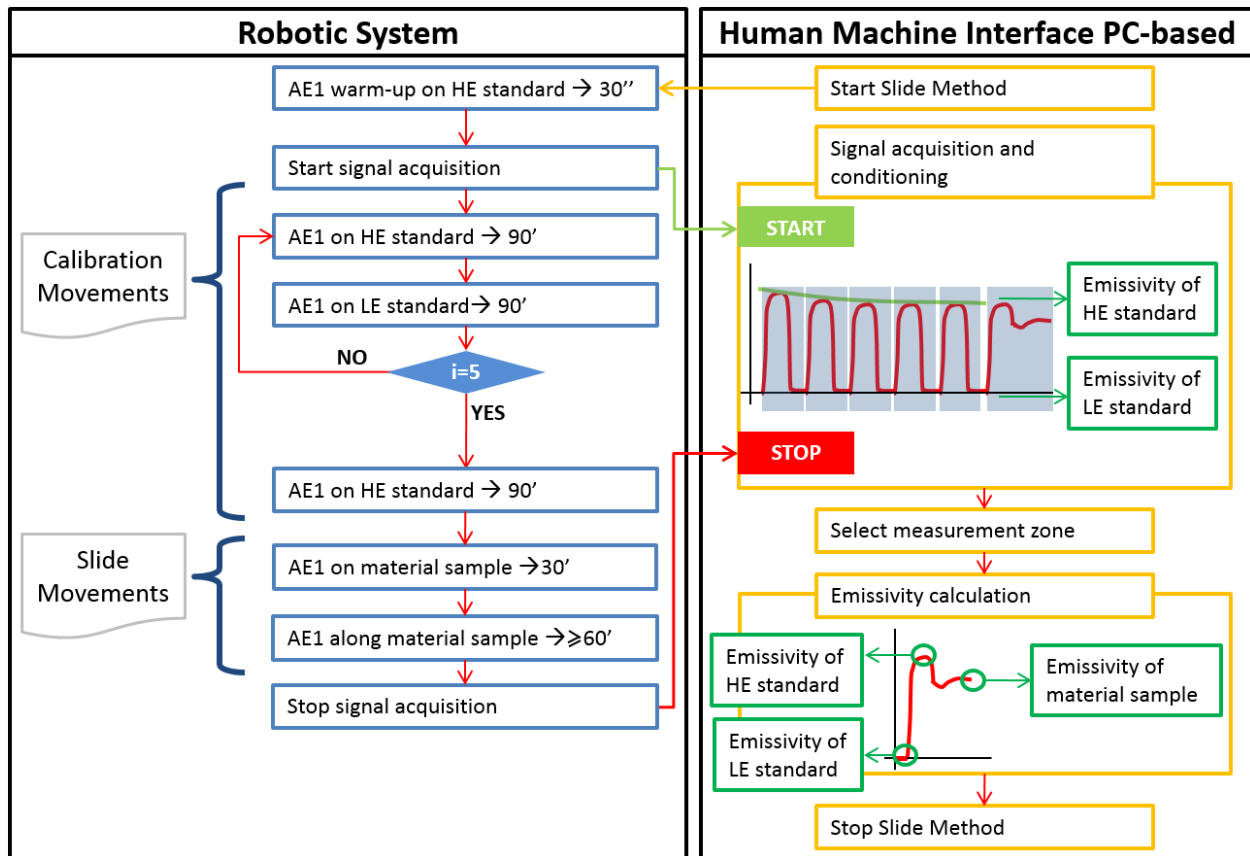 Robotic System
AE1 warm-up on HE standard → 30’’
Start signal acquisition
Calibration
Movements
AE1 on HE standard → 90’
AE1 on LE standard→ 90’
NO
i=5
YES
AE1 on HE standard → 90’
Slide
Movements
AE1 on material sample →30’
AE1 along material sample →⩾60’
Stop signal acquisition
Human Machine Interface PC-based
Start Slide Method
Signal acquisition and
conditioning
START
Emissivity of
HE standard
Emissivity of
LE standard
STOP
Select measurement zone
Emissivity calculation
Emissivity of
HE standard
Emissivity of
material sample
Emissivity of
LE standard
Stop Slide Method